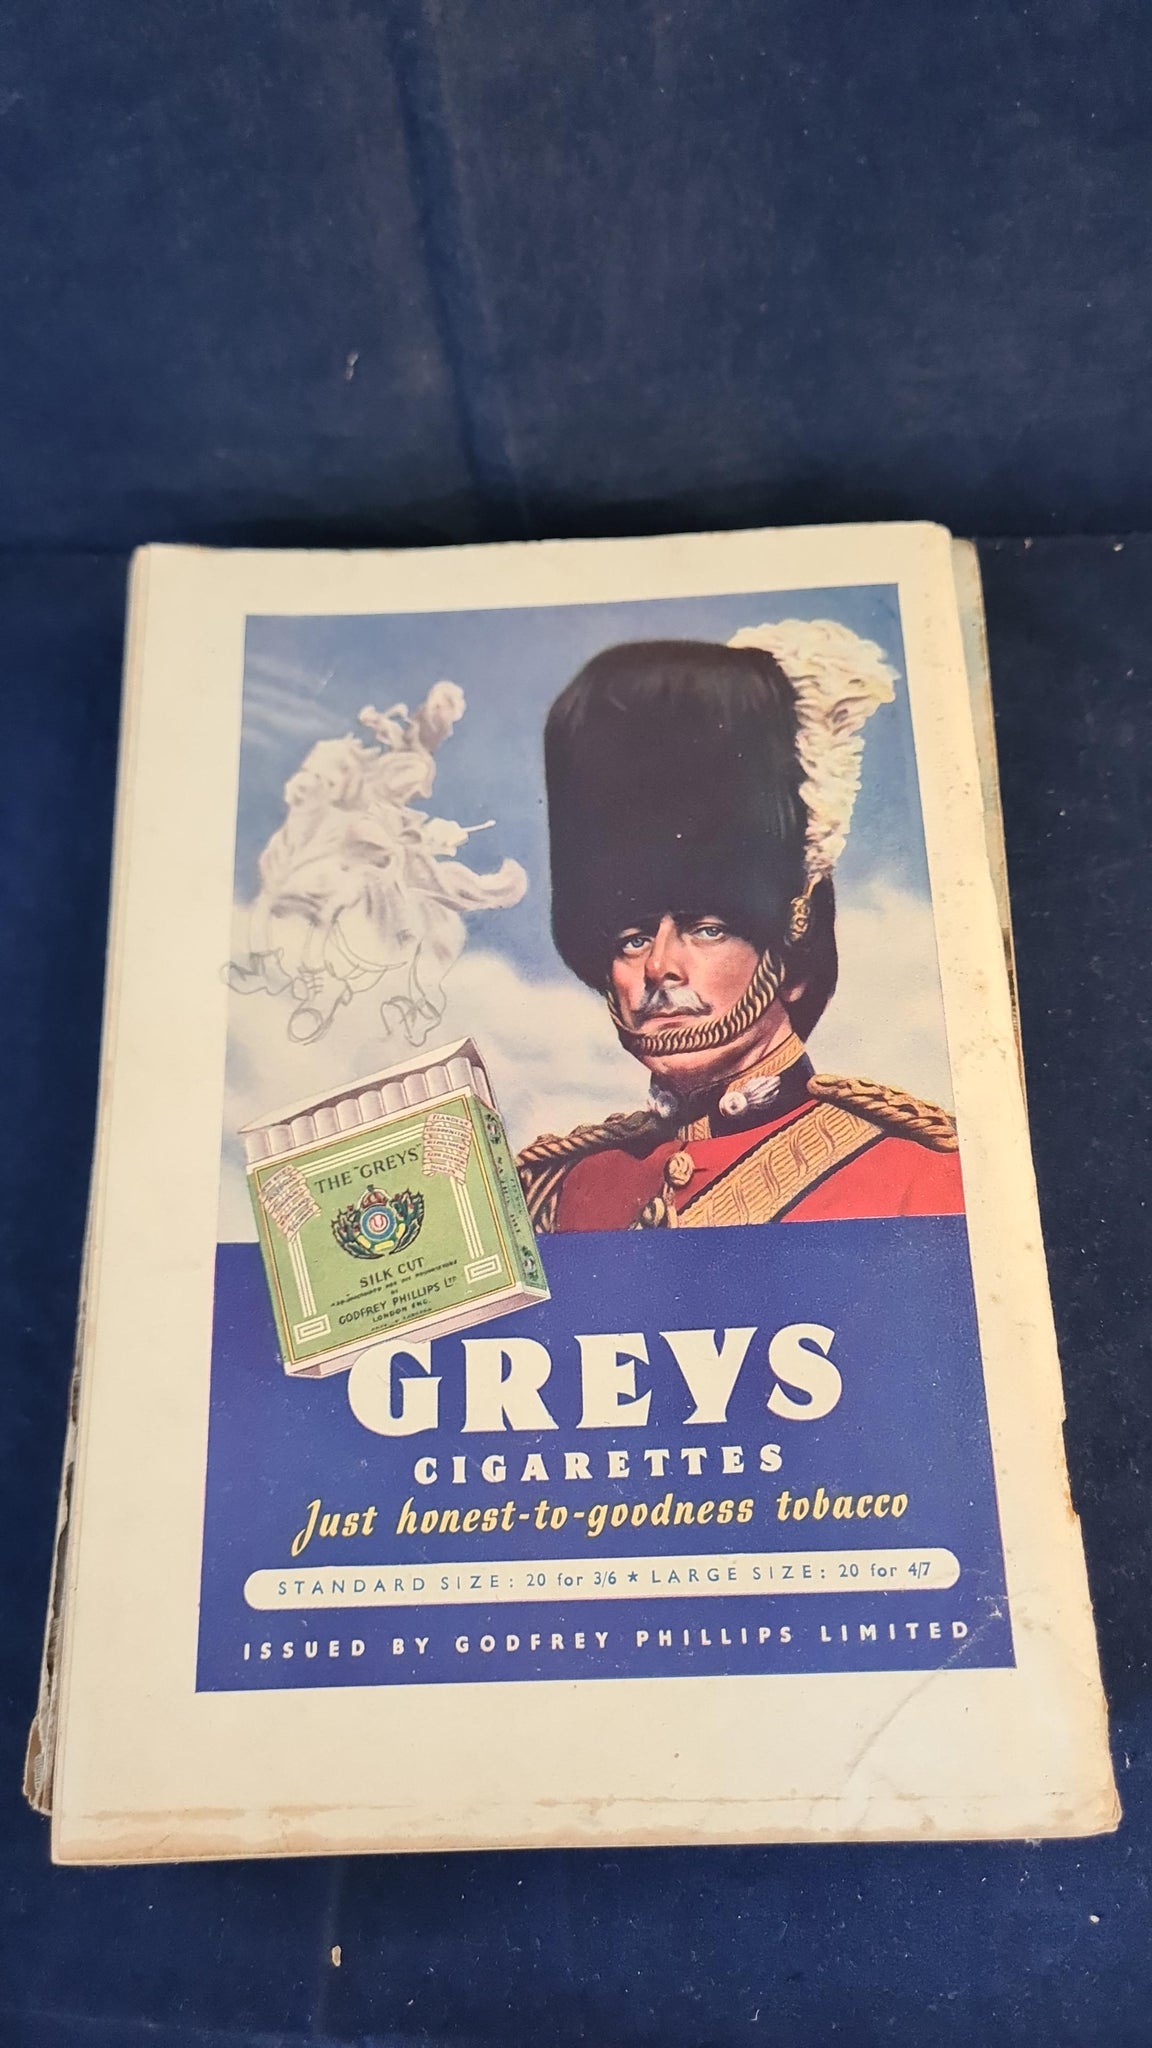 THE "GREYS"
SILK CUT
BY
GODFREY PHILLIPS LTD
LONDON ENG.
GREYS
CIGARETTES
Just honest-to-goodness tobacco
STANDARD SIZE: 20 for 3/6 ★ LARGE SIZE: 20 for 4/7
ISSUED BY GODFREY PHILLIPS LIMITED